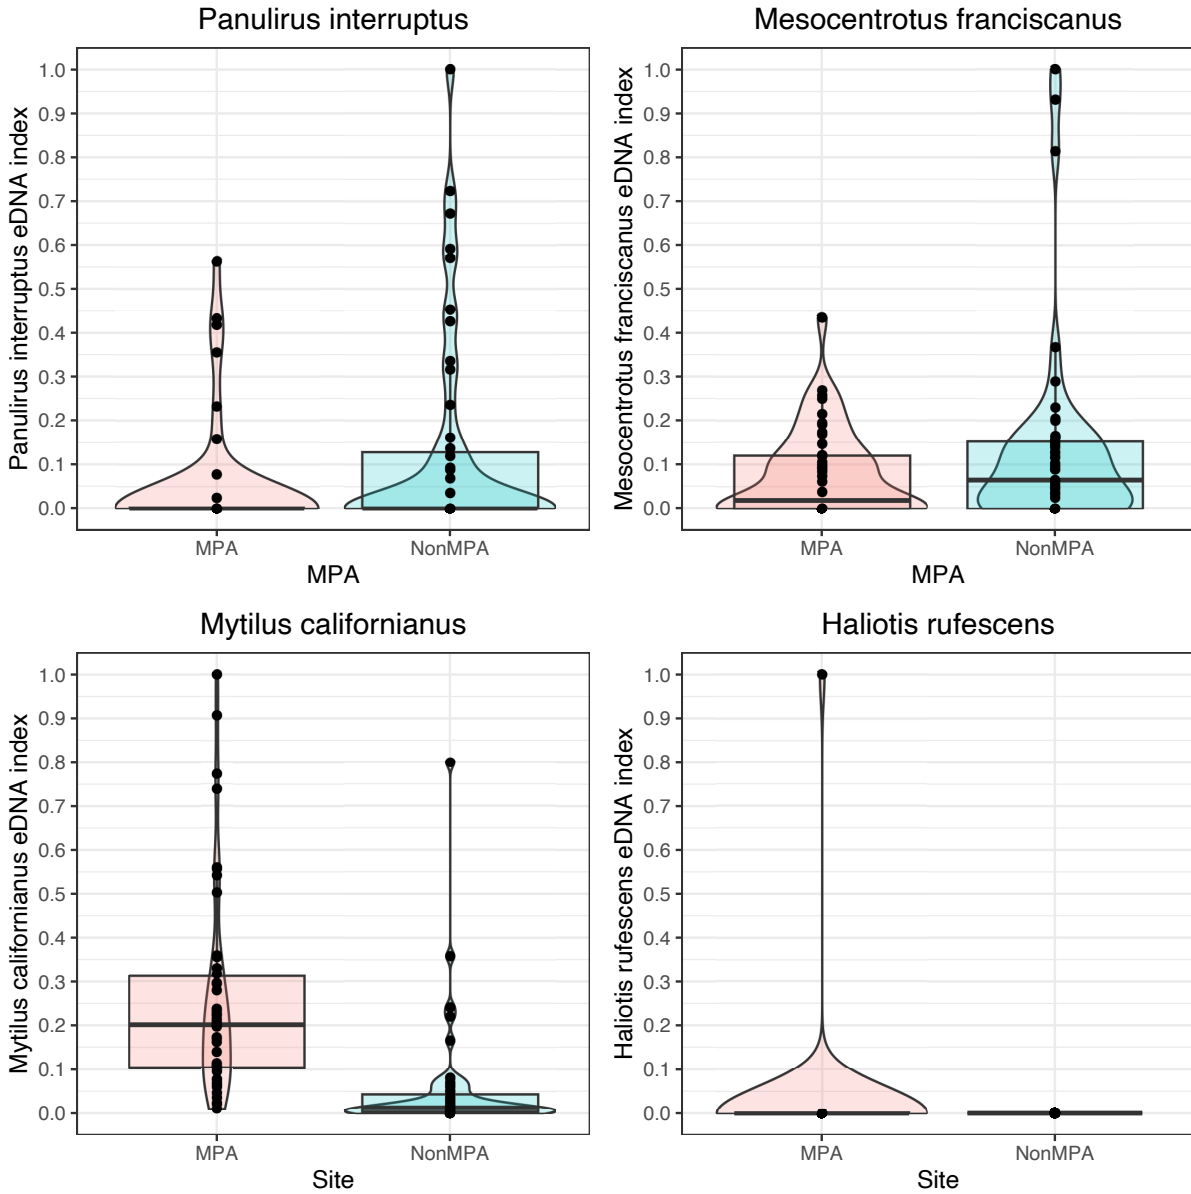 Panulirus interruptus
Panulirus interruptus eDNA index
1.0
0.9
0.8
0.7
0.6
0.5
0.4
0.3
0.2
0.1
0.0
MPA NonMPA
MPA
Mesocentrotus franciscanus
Mesocentrotus franciscanus eDNA index
1.0
0.9
0.8
0.7
0.6
0.5
0.4
0.3
0.2
0.1
0.0
MPA NonMPA
MPA
Mytilus californianus
Mytilus californianus eDNA index
1.0
0.9
0.8
0.7
0.6
0.5
0.4
0.3
0.2
0.1
0.0
MPA NonMPA
Site
Haliotis rufescens
Haliotis rufescens eDNA index
1.0
0.9
0.8
0.7
0.6
0.5
0.4
0.3
0.2
0.1
0.0
MPA NonMPA
Site